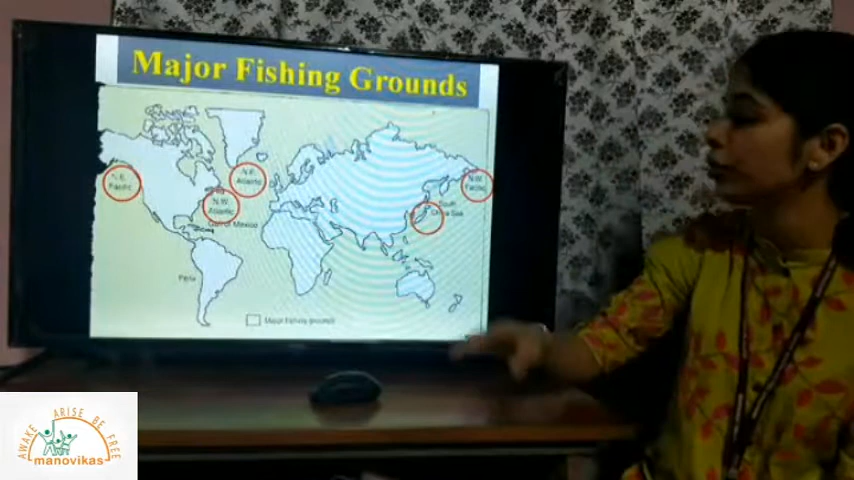 Major Fishing Grounds
N.E.
Pacific
N.E.
Atlantic
N.W.
Atlantic
Gulf of Mexico
N.W.
Pacific
South
China Sea
Peru
Major fishing grounds
AWAKE ARISE BE FREE
manovikas